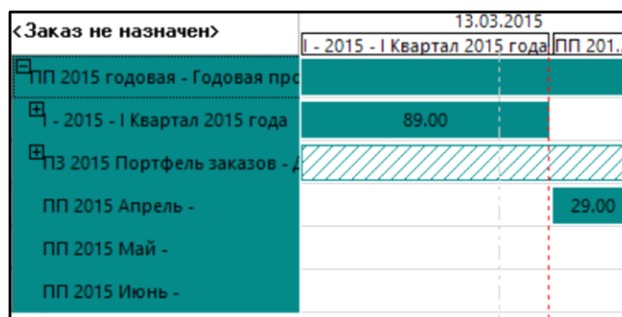 <Заказ не назначен>
13.03.2015
I - 2015 - I Квартал 2015 года
ПП 201...
ПП 2015 годовая - Годовая про
I - 2015 - I Квартал 2015 года
89.00
ПЗ 2015 Портфель заказов - Д
ПП 2015 Апрель -
29.00
ПП 2015 Май -
ПП 2015 Июнь -